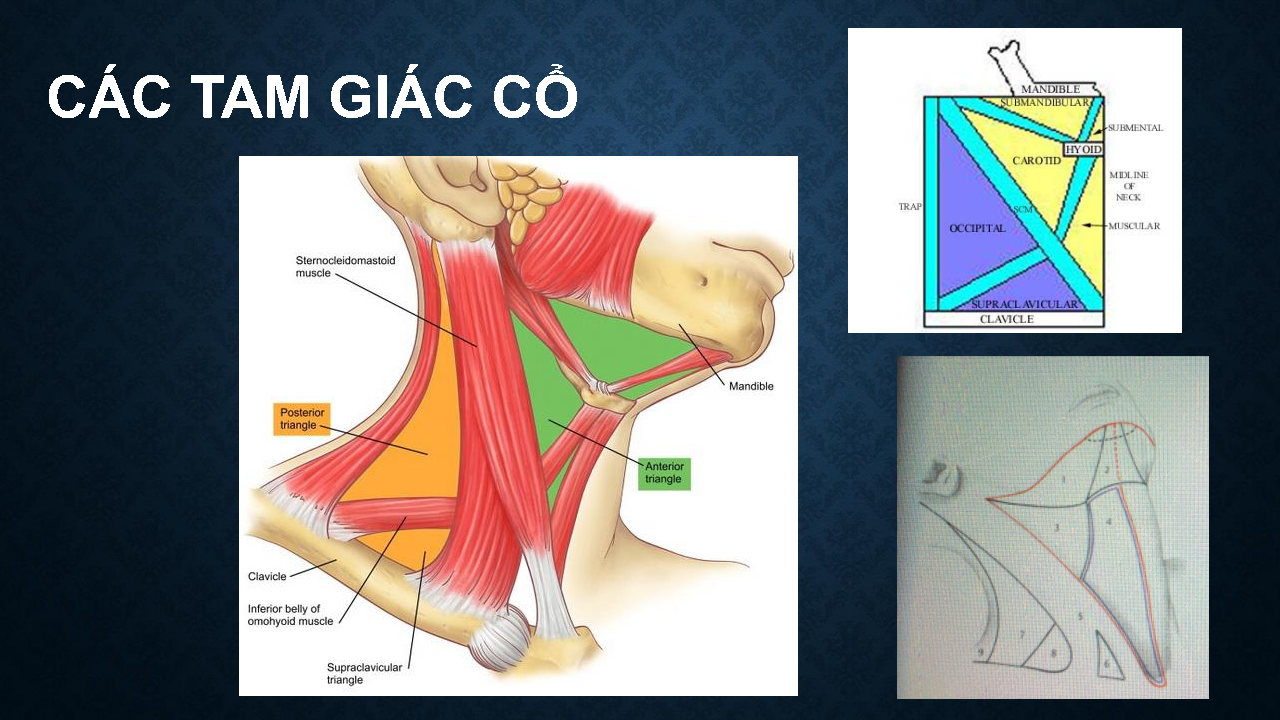 CÁC TAM GIÁC CỔ
Sternocleidomastoid
muscle
Posterior
triangle
Mandible
Anterior
triangle
Clavicle
Inferior belly of
omohyoid muscle
Supraclavicular
triangle
MANDIBLE
SUBMANDIBULAR
SUBMENTAL
HYOID
CAROTID
MIDLINE
OF
NECK
TRAP
SCM
OCCIPITAL
MUSCULAR
SUPRACLAVICULAR
CLAVICLE
1
2
3
4
5
6
7
8
9